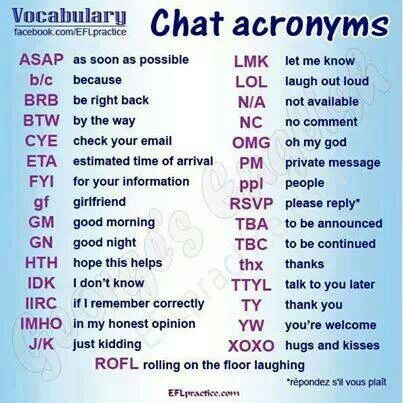 Vocabulary
facebook.com/EFLpractice
Chat acronyms
ASAP as soon as possible
b/c because
BRB be right back
BTW by the way
CYE check your email
ETA estimated time of arrival
FYI for your information
gf girlfriend
GM good morning
GN good night
HTH hope this helps
IDK I don't know
IIRC if I remember correctly
IMHO in my honest opinion
J/K just kidding
LMK let me know
LOL laugh out loud
N/A not available
NC no comment
OMG oh my god
PM private message
ppl people
RSVP please reply*
TBA to be announced
TBC to be continued
thx thanks
TTYL talk to you later
TY thank you
YW you're welcome
XOXO hugs and kisses
ROFL rolling on the floor laughing
*répondez s'il vous plaît
EFLpractice.com